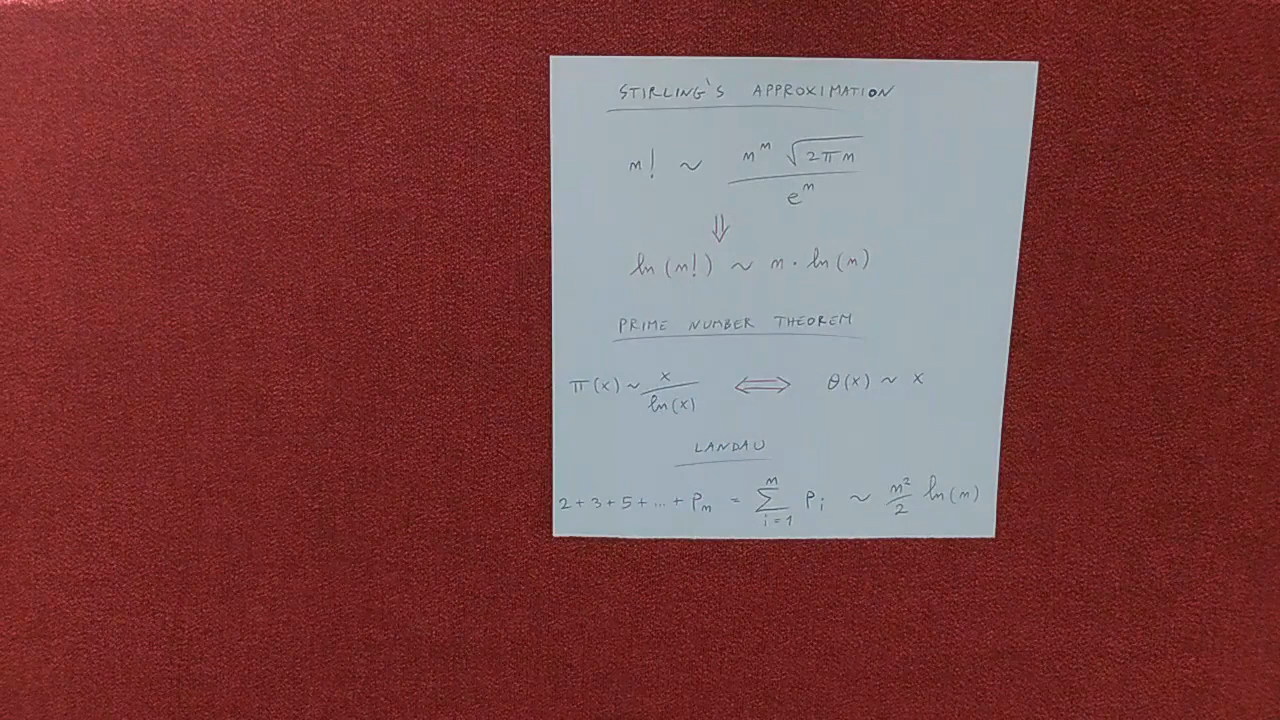 STIRLING'S APPROXIMATION
n! ~ n^n √(2πn) / e^n
⇓
ln(n!) ~ n · ln(n)
PRIME NUMBER THEOREM
π(x) ~ x / ln(x) ⟺ θ(x) ~ x
LANDAU
2 + 3 + 5 + ... + P_n = ∑_{i=1}^{n} P_i ~ n²/2 ln(n)